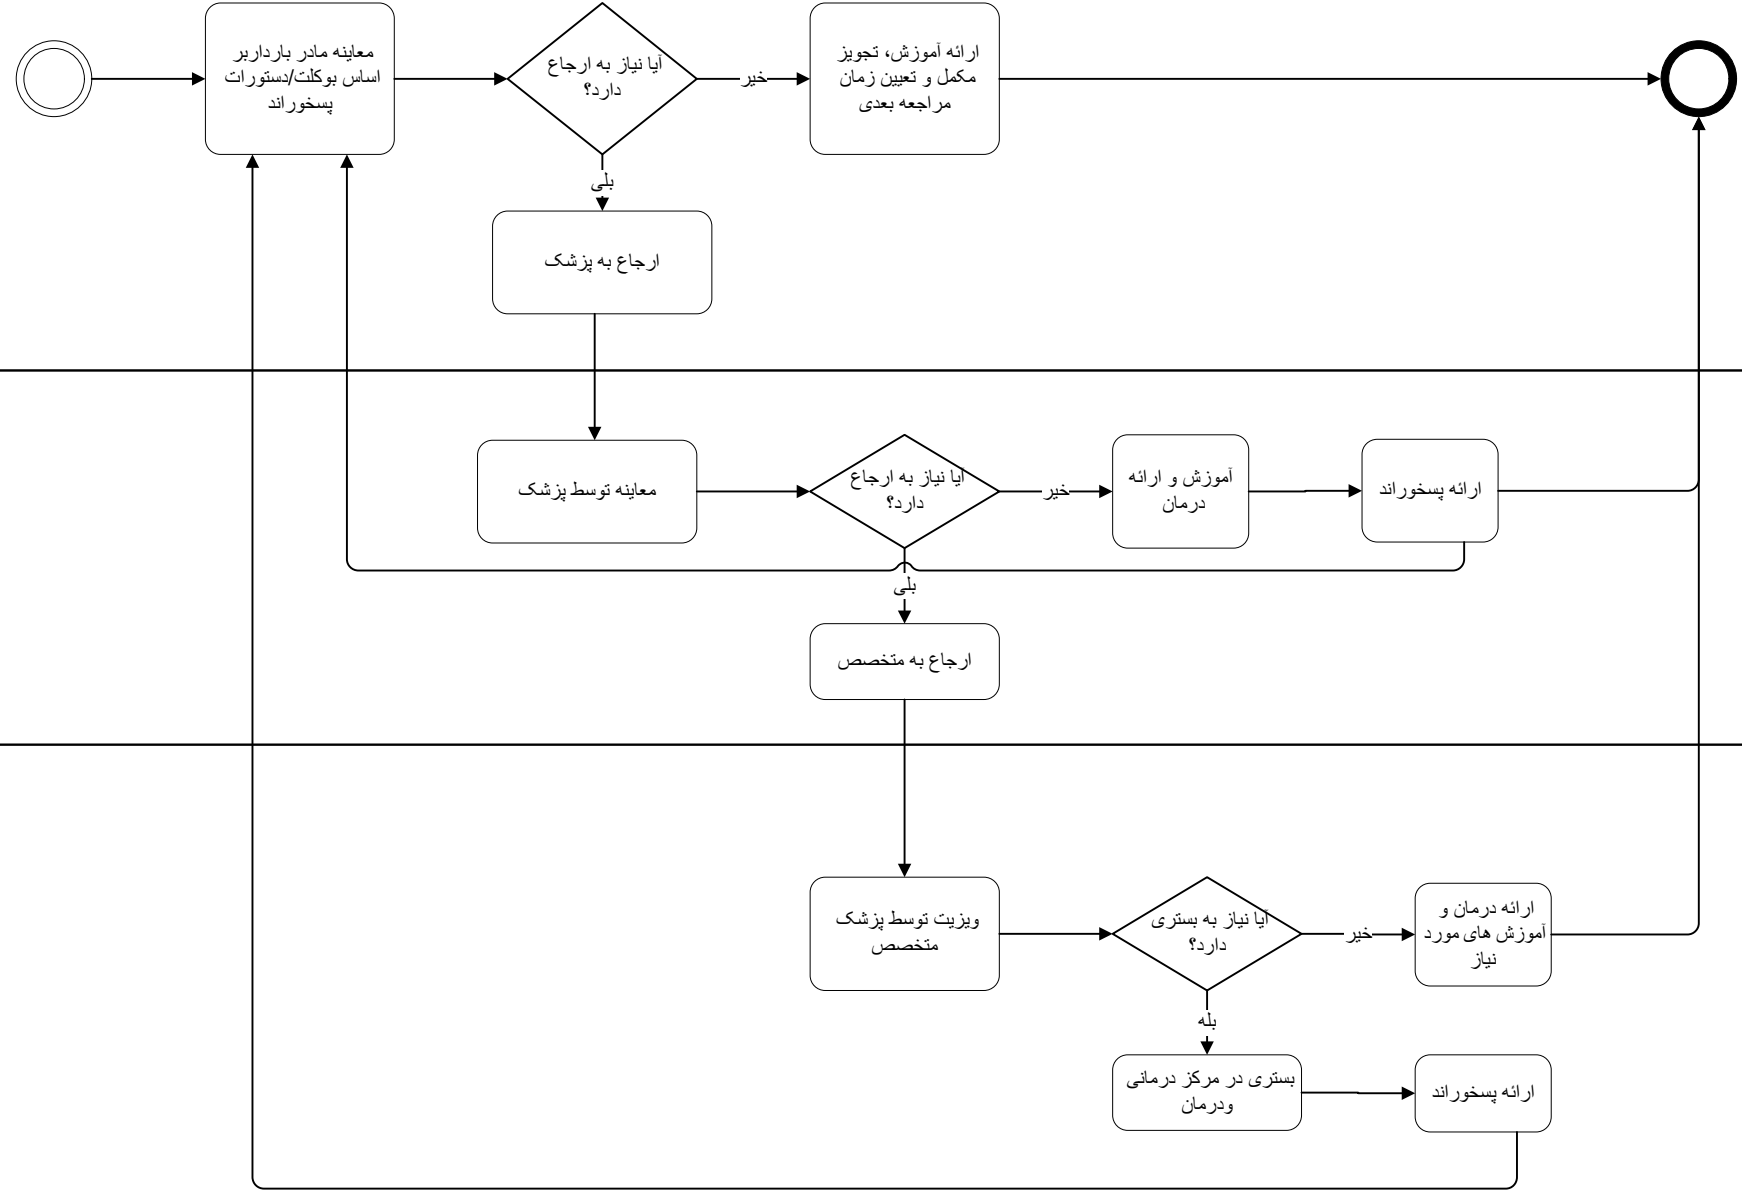 معاینه مادر بارداربر
اساس بوکلت/دستورات
پسخوراند
آیا نیاز به ارجاع
دارد؟
خیر
ارائه آموزش، تجویز
مکمل و تعیین زمان
مراجعه بعدی
بلی
ارجاع به پزشک
معاینه توسط پزشک
آیا نیاز به ارجاع
دارد؟
خیر
آموزش و ارائه
درمان
ارائه پسخوراند
بلی
ارجاع به متخصص
ویزیت توسط پزشک
متخصص
آیا نیاز به بستری
دارد؟
خیر
ارائه درمان و
آموزش های مورد
نیاز
بله
بستری در مرکز درمانی
ودرمان
ارائه پسخوراند